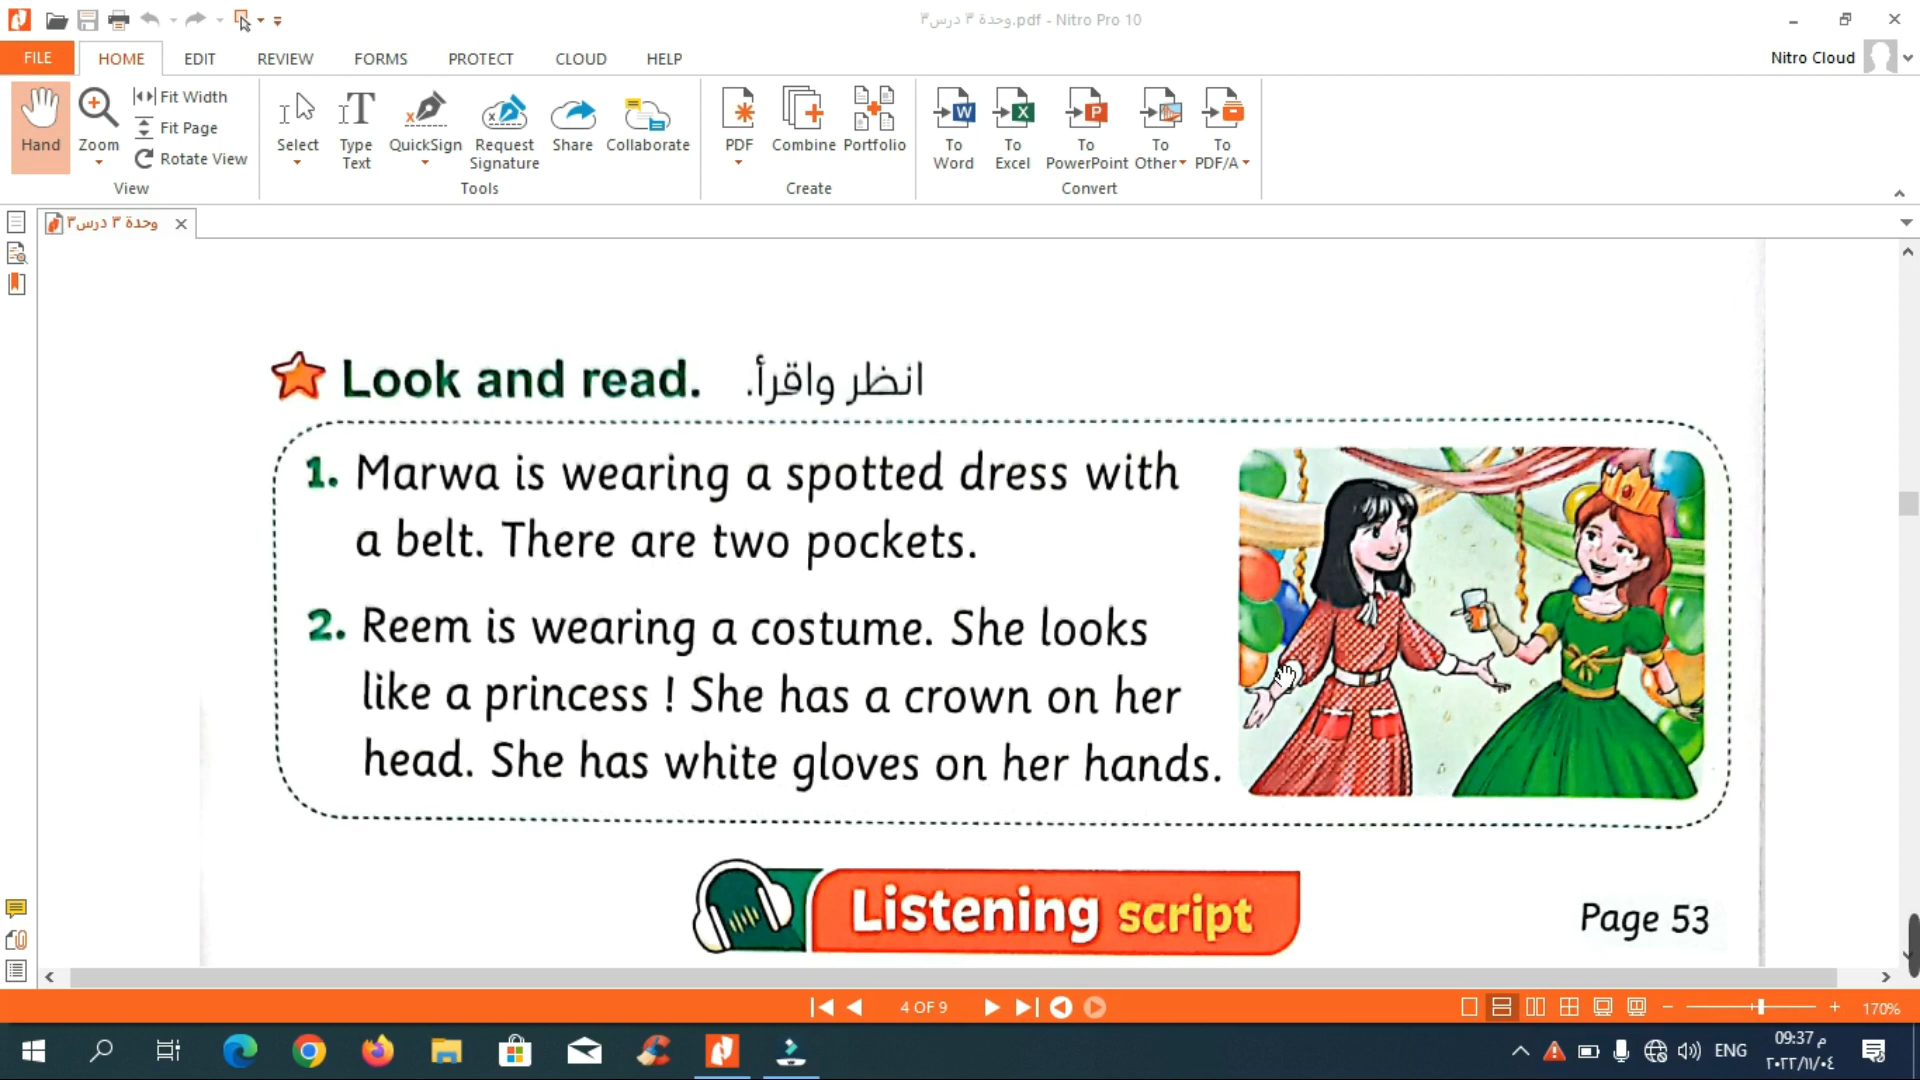 وحدة ٣ درس٣.pdf - Nitro Pro 10
FILE HOME EDIT REVIEW FORMS PROTECT CLOUD HELP
Nitro Cloud
Hand
Zoom
Fit Width
Fit Page
Rotate View
View
Select
Type Text
QuickSign
Request Signature
Share
Collaborate
Tools
PDF
Combine
Portfolio
Create
To Word
To Excel
To PowerPoint
To Other
To PDF/A
Convert
وحدة ٣ درس٣
Look and read. انظر واقرأ.
1. Marwa is wearing a spotted dress with
a belt. There are two pockets.
2. Reem is wearing a costume. She looks
like a princess ! She has a crown on her
head. She has white gloves on her hands.
Listening script
Page 53
4 OF 9
170%
ENG
09:37 م
٢٠٢٢/١١/٠٤